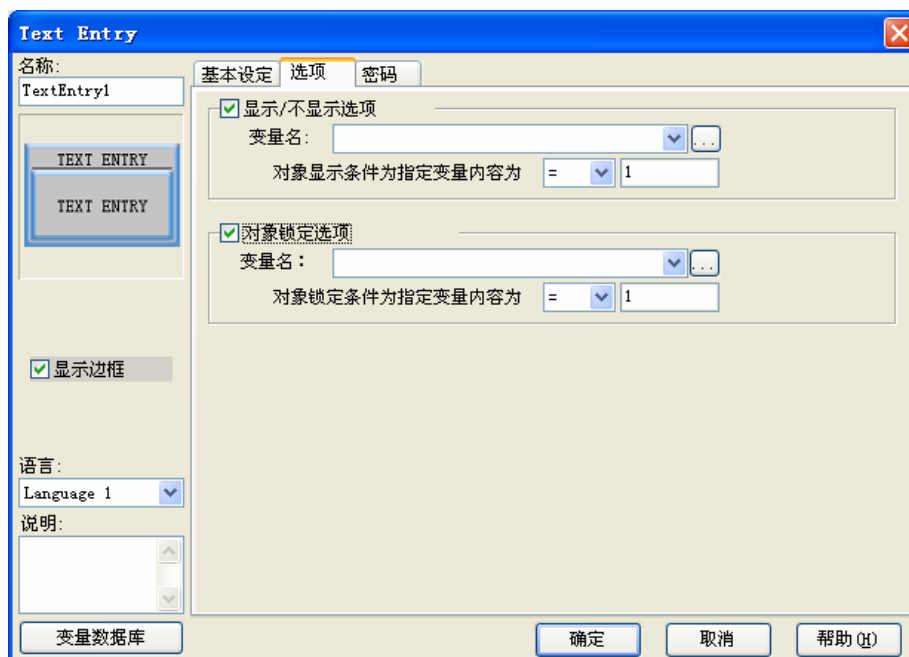 Text Entry
名称:
TextEntry1
TEXT ENTRY
TEXT ENTRY
显示边框
语言:
Language 1
说明:
变量数据库
基本设定 选项 密码
显示/不显示选项
变量名: ...
对象显示条件为指定变量内容为 = 1
对象锁定选项
变量名： ...
对象锁定条件为指定变量内容为 = 1
确定 取消 帮助(H)